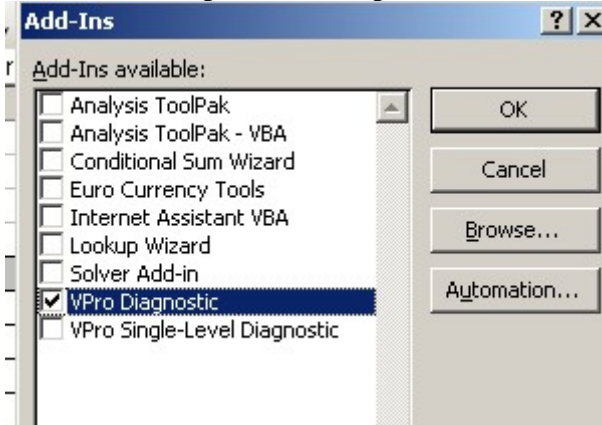 Add-Ins
Add-Ins available:
Analysis ToolPak
Analysis ToolPak - VBA
Conditional Sum Wizard
Euro Currency Tools
Internet Assistant VBA
Lookup Wizard
Solver Add-in
VPro Diagnostic
VPro Single-Level Diagnostic
OK
Cancel
Browse...
Automation...